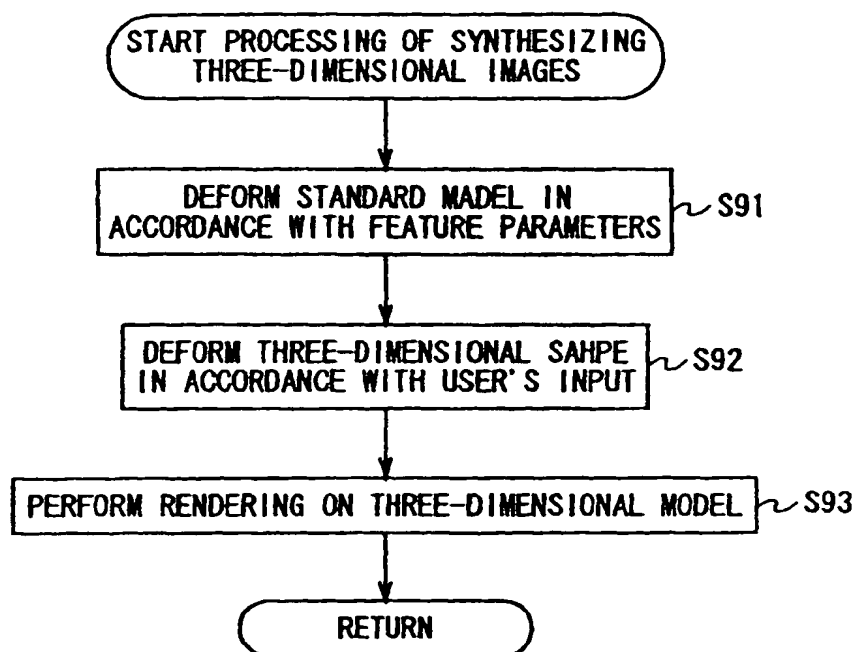 START PROCESSING OF SYNTHESIZING
THREE-DIMENSIONAL IMAGES
DEFORM STANDARD MADEL IN
ACCORDANCE WITH FEATURE PARAMETERS
S91
DEFORM THREE-DIMENSIONAL SAHPE
IN ACCORDANCE WITH USER'S INPUT
S92
PERFORM RENDERING ON THREE-DIMENSIONAL MODEL
S93
RETURN